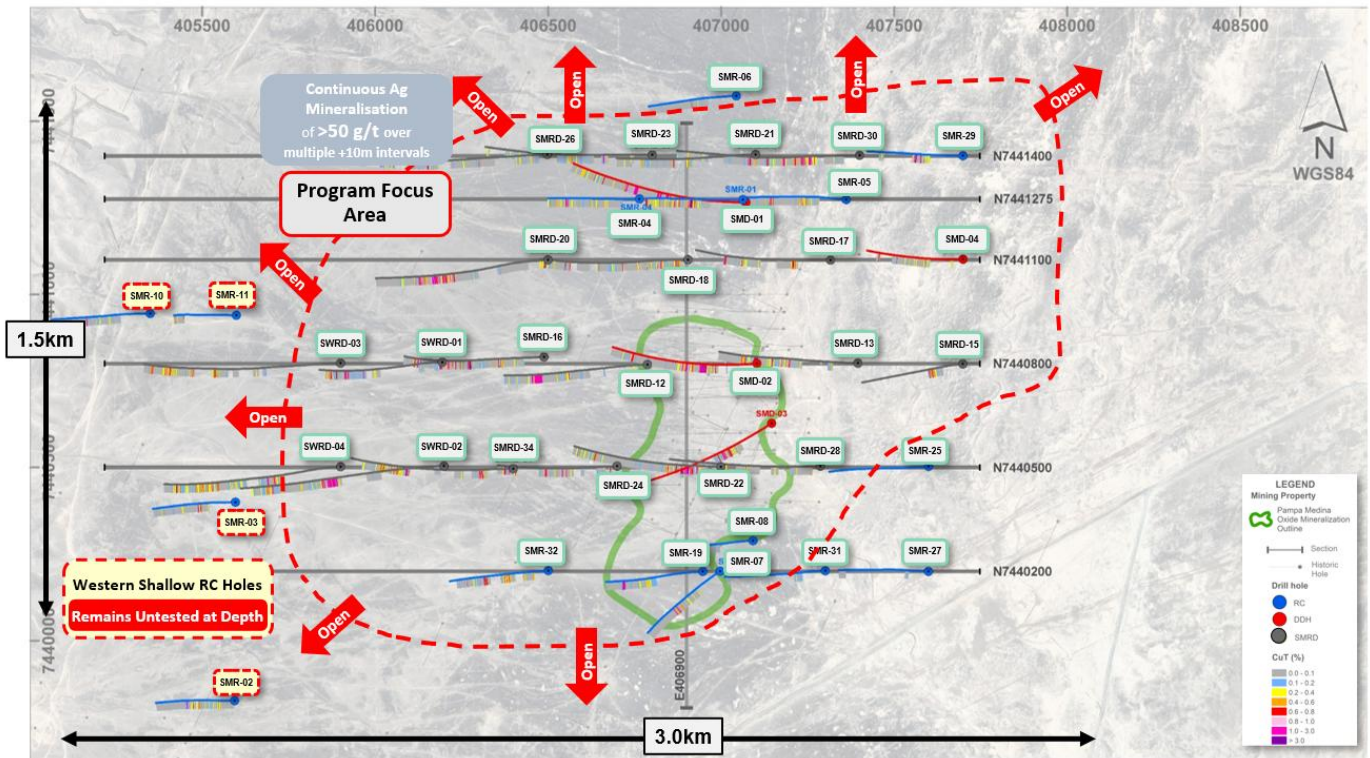 405500
406000
406500
407000
407500
408000
408500
Continuous Ag
Mineralisation
of >50 g/t over
multiple +10m intervals
Open
Open
Open
Open
SMR-06
SMRD-26
SMRD-23
SMRD-21
SMRD-30
SMR-29
N7441400
N
WGS84
Program Focus
Area
SMR-01
SMR-05
N7441275
SMR-04
SMD-01
SMRD-20
SMRD-17
SMD-04
N7441100
SMRD-18
Open
SMR-10
SMR-11
1.5km
SWRD-03
SWRD-01
SMRD-16
SMRD-13
SMRD-15
N7440800
SMRD-12
SMD-02
Open
SMD-03
SWRD-04
SWRD-02
SMRD-34
SMRD-28
SMR-25
N7440500
7440500
SMRD-24
SMRD-22
SMR-03
SMR-08
SMR-32
SMR-19
SMR-07
SMR-31
SMR-27
N7440200
Western Shallow RC Holes
Remains Untested at Depth
Open
Open
7440000
E406900
SMR-02
3.0km
LEGEND
Mining Property
Pampa Medina
Oxide Mineralization
Outline
Section
Historic
Hole
Drill hole
RC
DDH
SMRD
CuT (%)
0.0 - 0.1
0.1 - 0.2
0.2 - 0.4
0.4 - 0.6
0.6 - 0.8
0.8 - 1.0
1.0 - 3.0
> 3.0